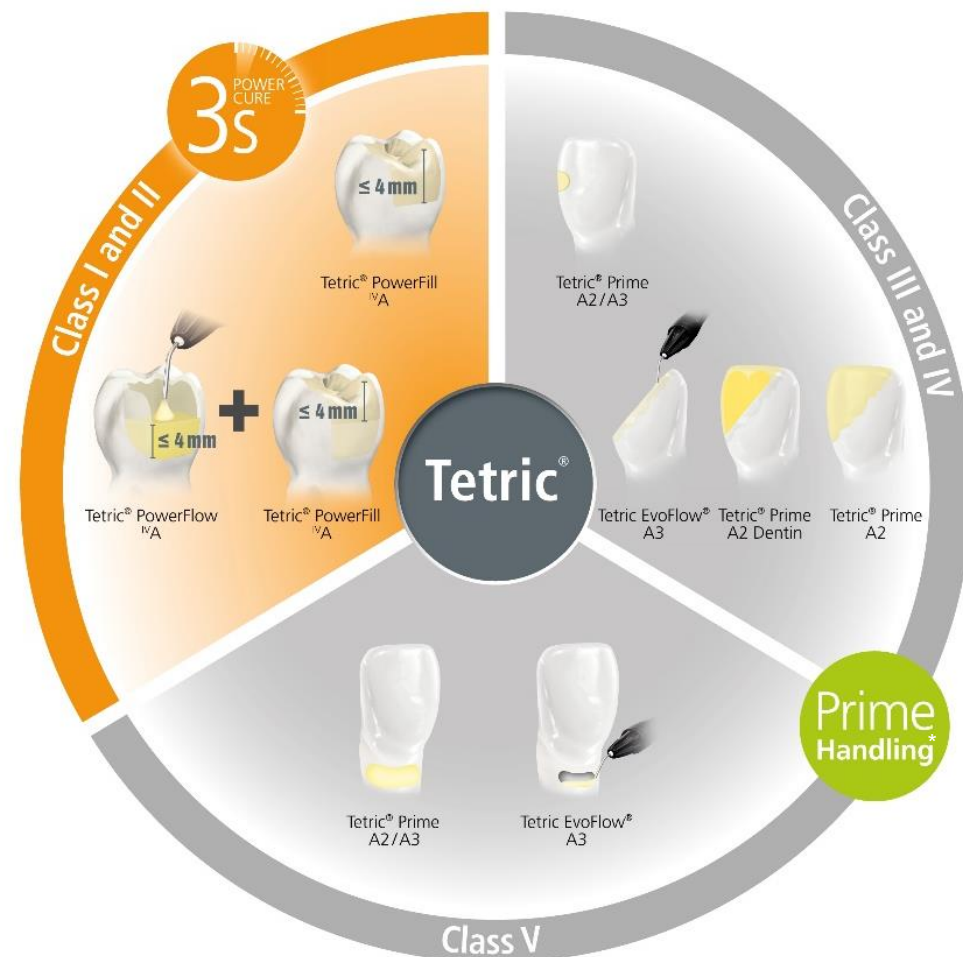 3s
POWER
CURE
Class I and II
≤ 4 mm
Tetric® PowerFill
IVA
≤ 4 mm
+
≤ 4 mm
Tetric® PowerFlow
IVA
Tetric® PowerFill
IVA
Tetric®
Class III and IV
Tetric® Prime
A2/A3
Tetric EvoFlow®
A3
Tetric® Prime
A2 Dentin
Tetric® Prime
A2
Prime
Handling*
Tetric® Prime
A2/A3
Tetric EvoFlow®
A3
Class V